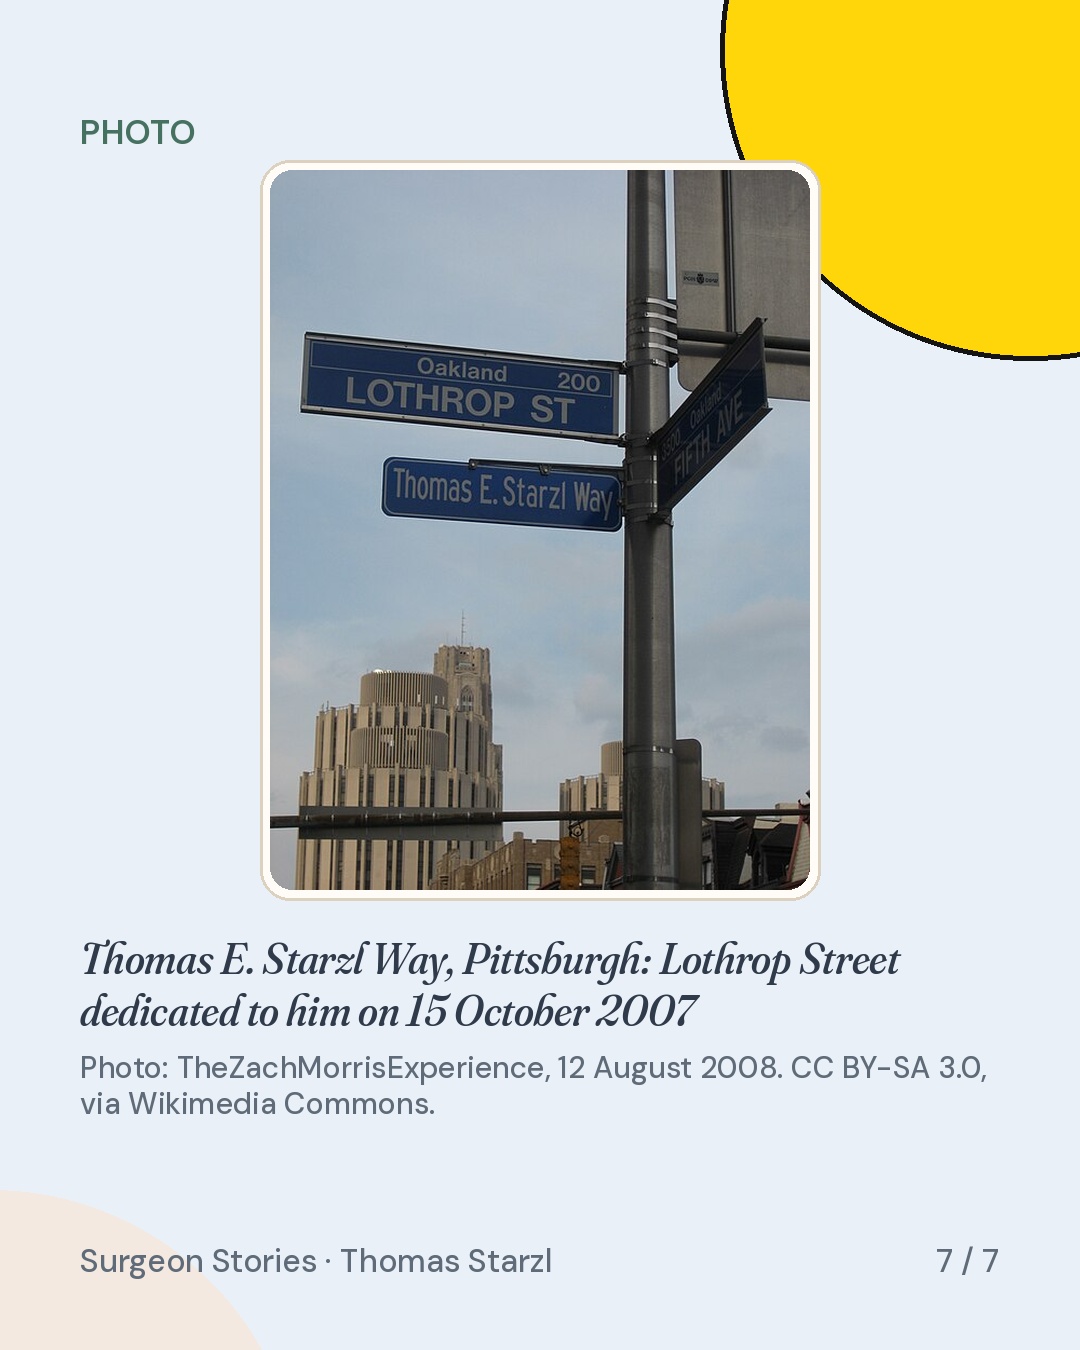 PHOTO
Oakland 200
LOTHROP ST
Thomas E. Starzl Way
3500 Oakland
FIFTH AVE
Thomas E. Starzl Way, Pittsburgh: Lothrop Street
dedicated to him on 15 October 2007
Photo: TheZachMorrisExperience, 12 August 2008. CC BY-SA 3.0,
via Wikimedia Commons.
Surgeon Stories · Thomas Starzl
7 / 7